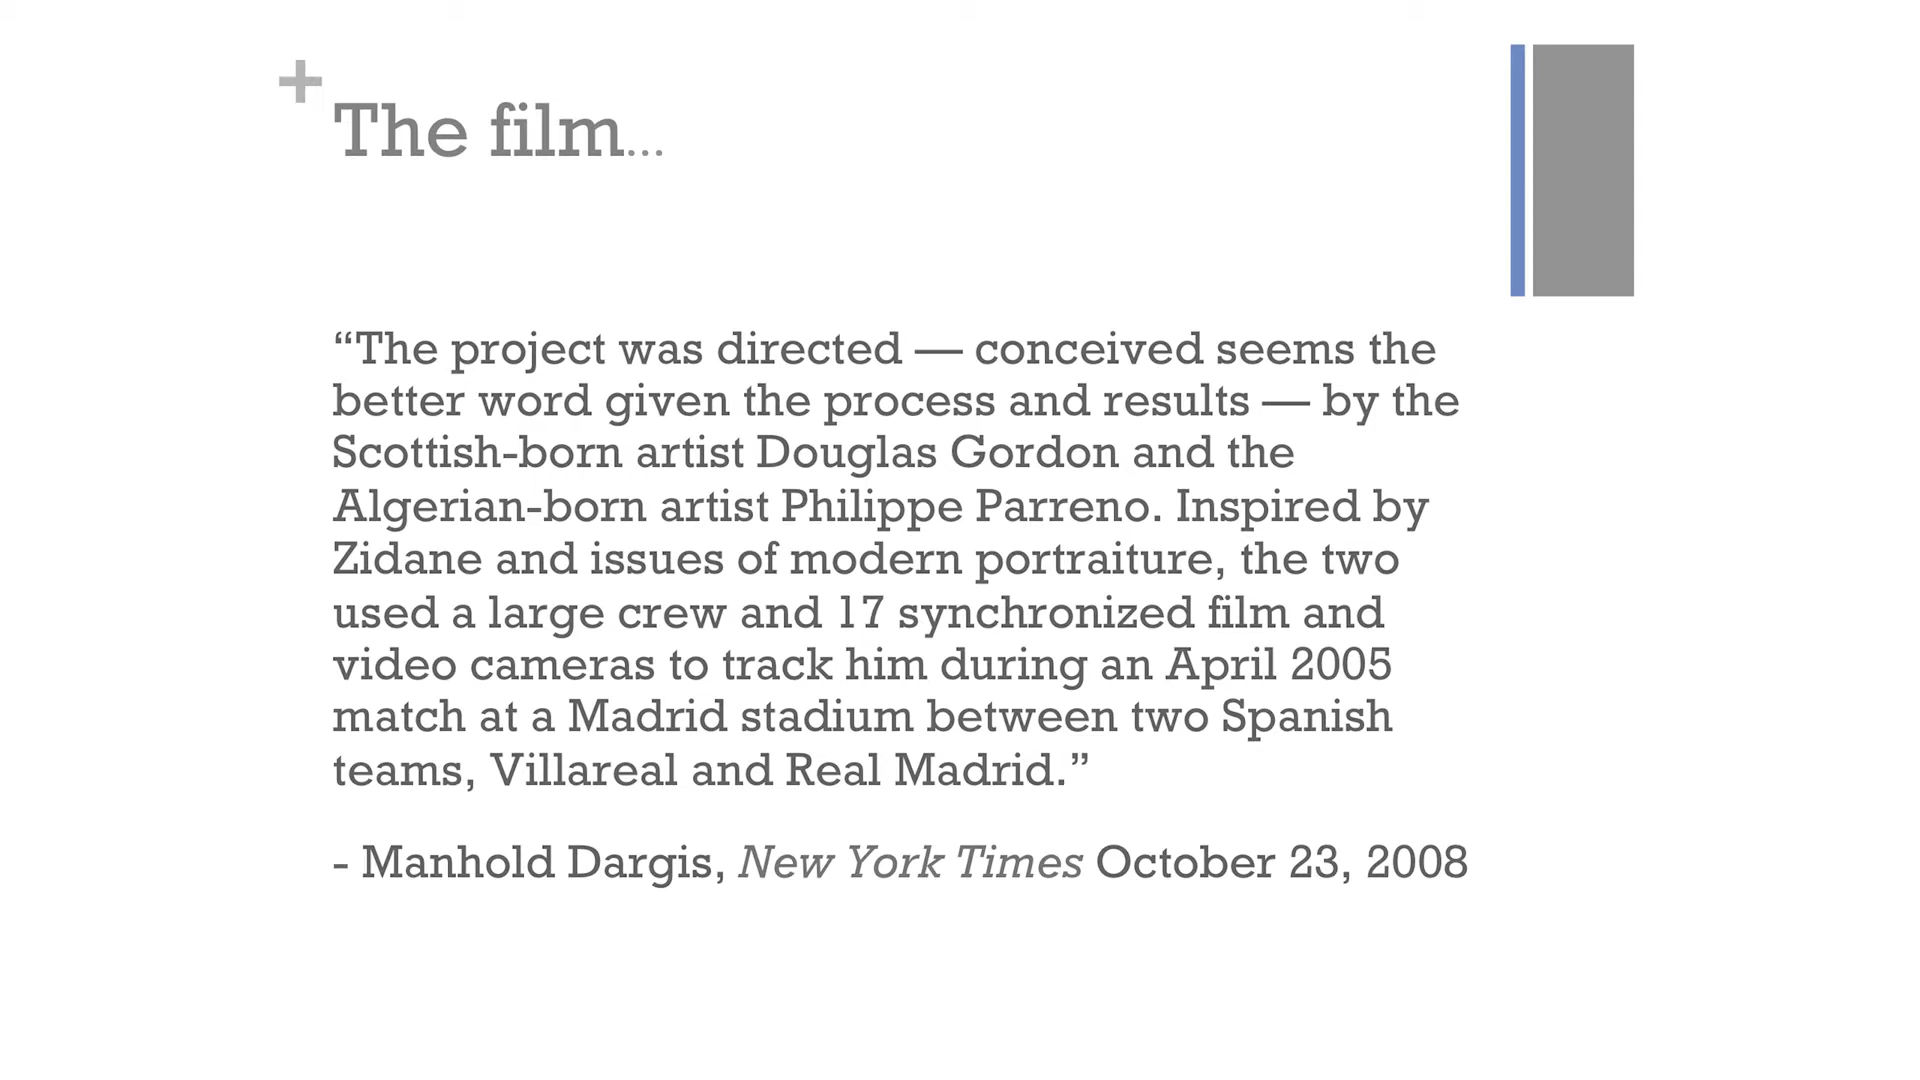 +
The film...
“The project was directed — conceived seems the
better word given the process and results — by the
Scottish-born artist Douglas Gordon and the
Algerian-born artist Philippe Parreno. Inspired by
Zidane and issues of modern portraiture, the two
used a large crew and 17 synchronized film and
video cameras to track him during an April 2005
match at a Madrid stadium between two Spanish
teams, Villareal and Real Madrid.”
- Manhold Dargis, New York Times October 23, 2008